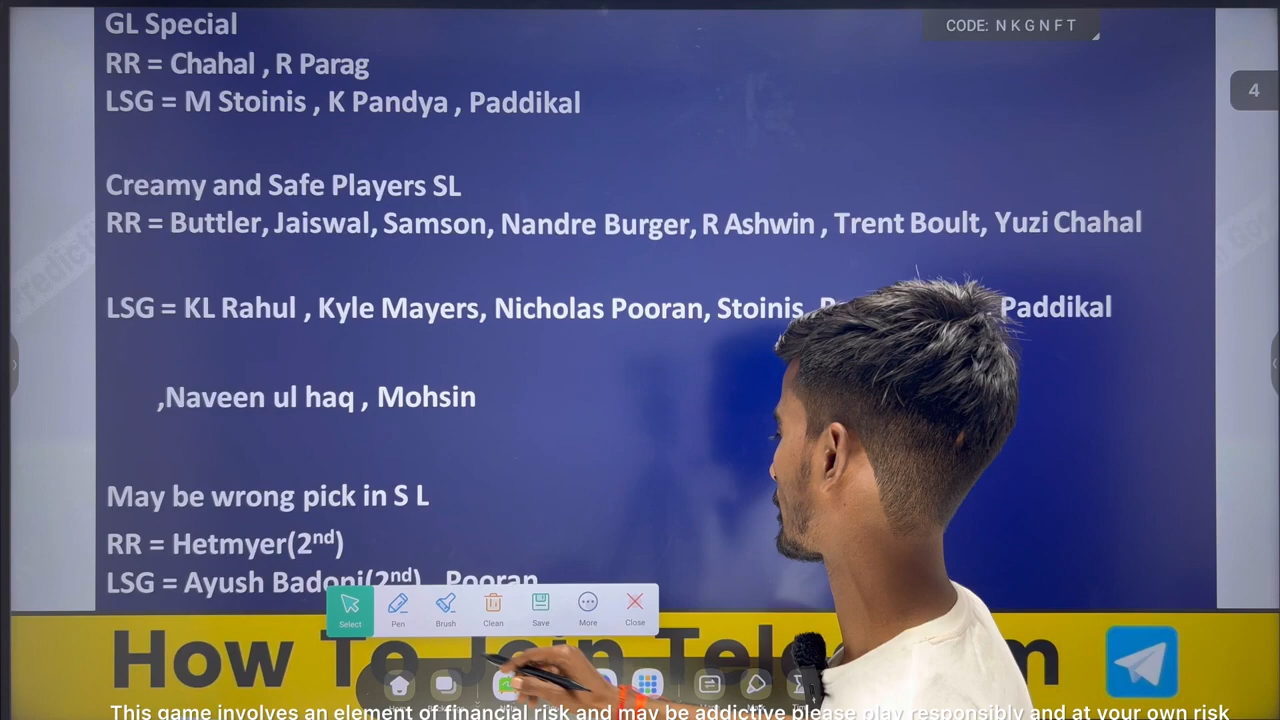 GL Special
CODE: N K G N F T
RR = Chahal , R Parag
4
LSG = M Stoinis , K Pandya , Paddikal
Creamy and Safe Players SL
RR = Buttler, Jaiswal, Samson, Nandre Burger, R Ashwin , Trent Boult, Yuzi Chahal
LSG = KL Rahul , Kyle Mayers, Nicholas Pooran, Stoinis, Paddikal
,Naveen ul haq , Mohsin
May be wrong pick in S L
RR = Hetmyer(2nd)
LSG = Ayush Badoni(2nd) , Pooran
Select Pen Brush Clean Save More Close
How To Join
This game involves an element of financial risk and may be addictive please play responsibly and at your own risk